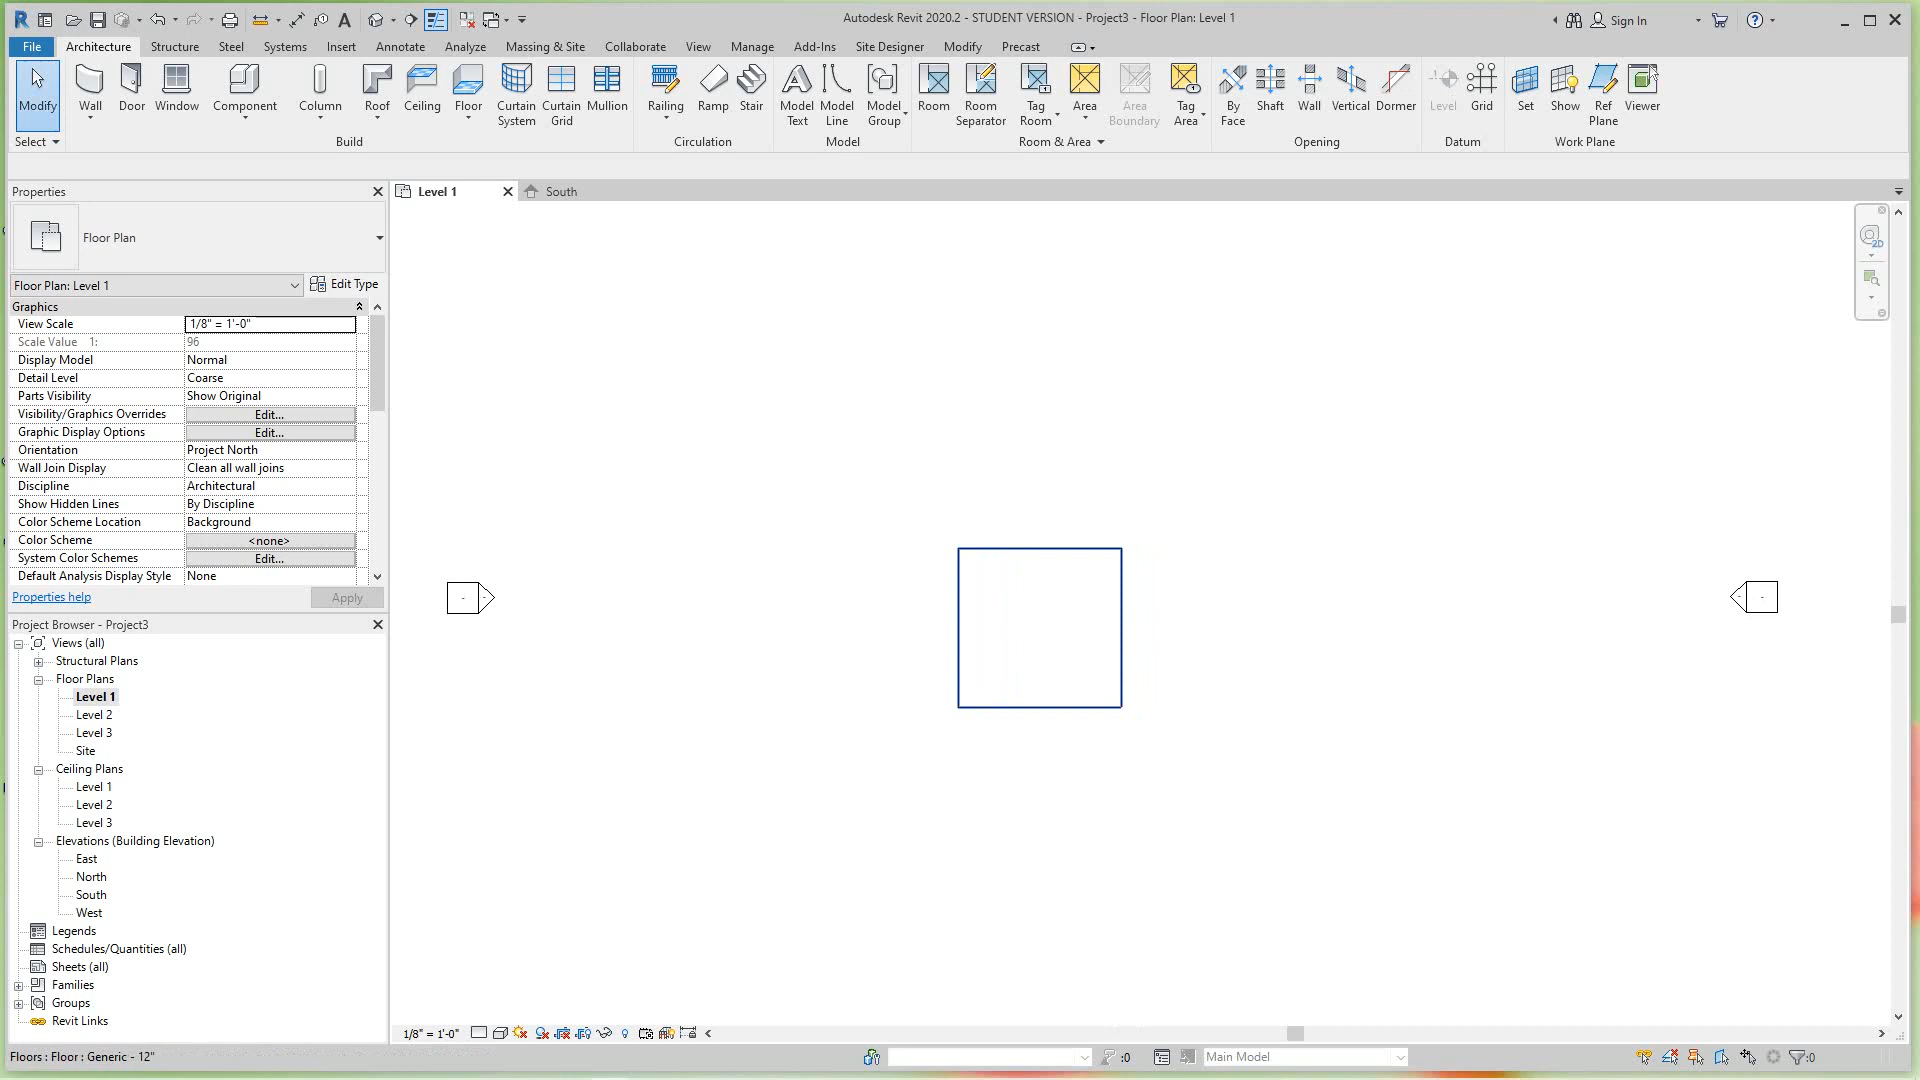 Autodesk Revit 2020.2 - STUDENT VERSION - Project3 - Floor Plan: Level 1
Sign In
File Architecture Structure Steel Systems Insert Annotate Analyze Massing & Site Collaborate View Manage Add-Ins Site Designer Modify Precast
Modify Wall Door Window Component Column Roof Ceiling Floor Curtain System Curtain Grid Mullion Railing Ramp Stair Model Text Model Line Model Group Room Room Separator Tag Room Area Area Boundary Tag Area By Face Shaft Wall Vertical Dormer Level Grid Set Show Ref Plane Viewer
Select Build Circulation Model Room & Area Opening Datum Work Plane
Properties
Level 1
South
Floor Plan
Floor Plan: Level 1
Edit Type
Graphics
View Scale 1/8" = 1'-0"
Scale Value 1: 96
Display Model Normal
Detail Level Coarse
Parts Visibility Show Original
Visibility/Graphics Overrides Edit...
Graphic Display Options Edit...
Orientation Project North
Wall Join Display Clean all wall joins
Discipline Architectural
Show Hidden Lines By Discipline
Color Scheme Location Background
Color Scheme <none>
System Color Schemes Edit...
Default Analysis Display Style None
Properties help
Apply
2D
Project Browser - Project3
Views (all)
Structural Plans
Floor Plans
Level 1
Level 2
Level 3
Site
Ceiling Plans
Level 1
Level 2
Level 3
Elevations (Building Elevation)
East
North
South
West
Legends
Schedules/Quantities (all)
Sheets (all)
Families
Groups
Revit Links
1/8" = 1'-0"
Floors : Floor : Generic - 12"
:0
Main Model
:0